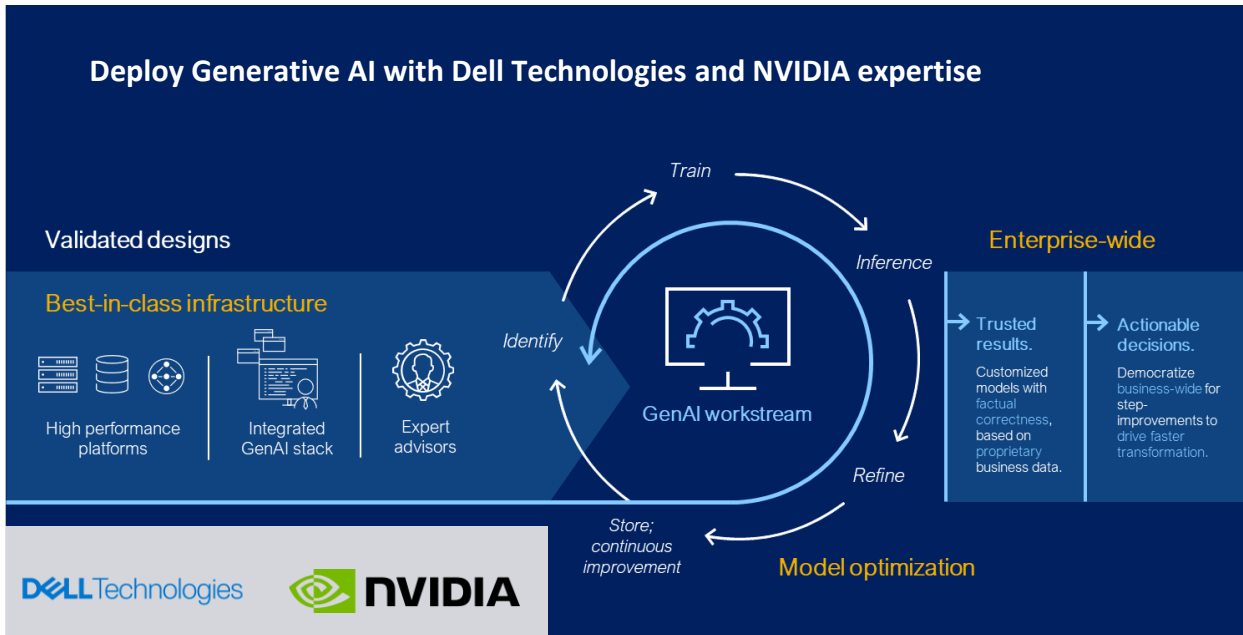 Deploy Generative AI with Dell Technologies and NVIDIA expertise
Validated designs
Best-in-class infrastructure
High performance
platforms
Integrated
GenAI stack
Expert
advisors
Identify
Train
Inference
Refine
Store;
continuous
improvement
GenAI workstream
Model optimization
Enterprise-wide
Trusted
results.
Customized
models with
factual
correctness,
based on
proprietary
business data.
Actionable
decisions.
Democratize
business-wide for
step-
improvements to
drive faster
transformation.
DELL Technologies
NVIDIA